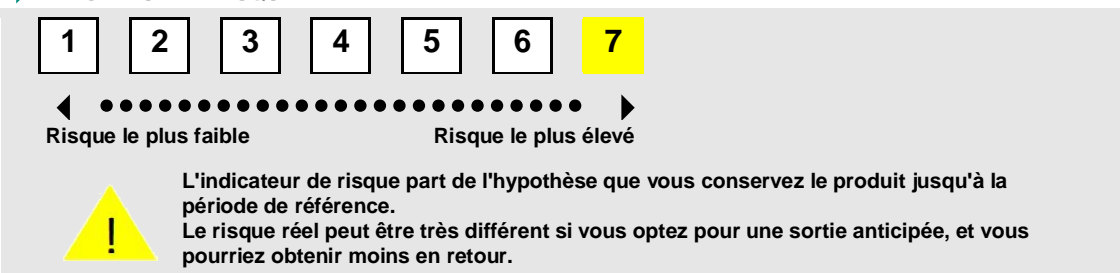 1 2 3 4 5 6 7
Risque le plus faible Risque le plus élevé
L'indicateur de risque part de l'hypothèse que vous conservez le produit jusqu'à la
période de référence.
Le risque réel peut être très différent si vous optez pour une sortie anticipée, et vous
! pourriez obtenir moins en retour.